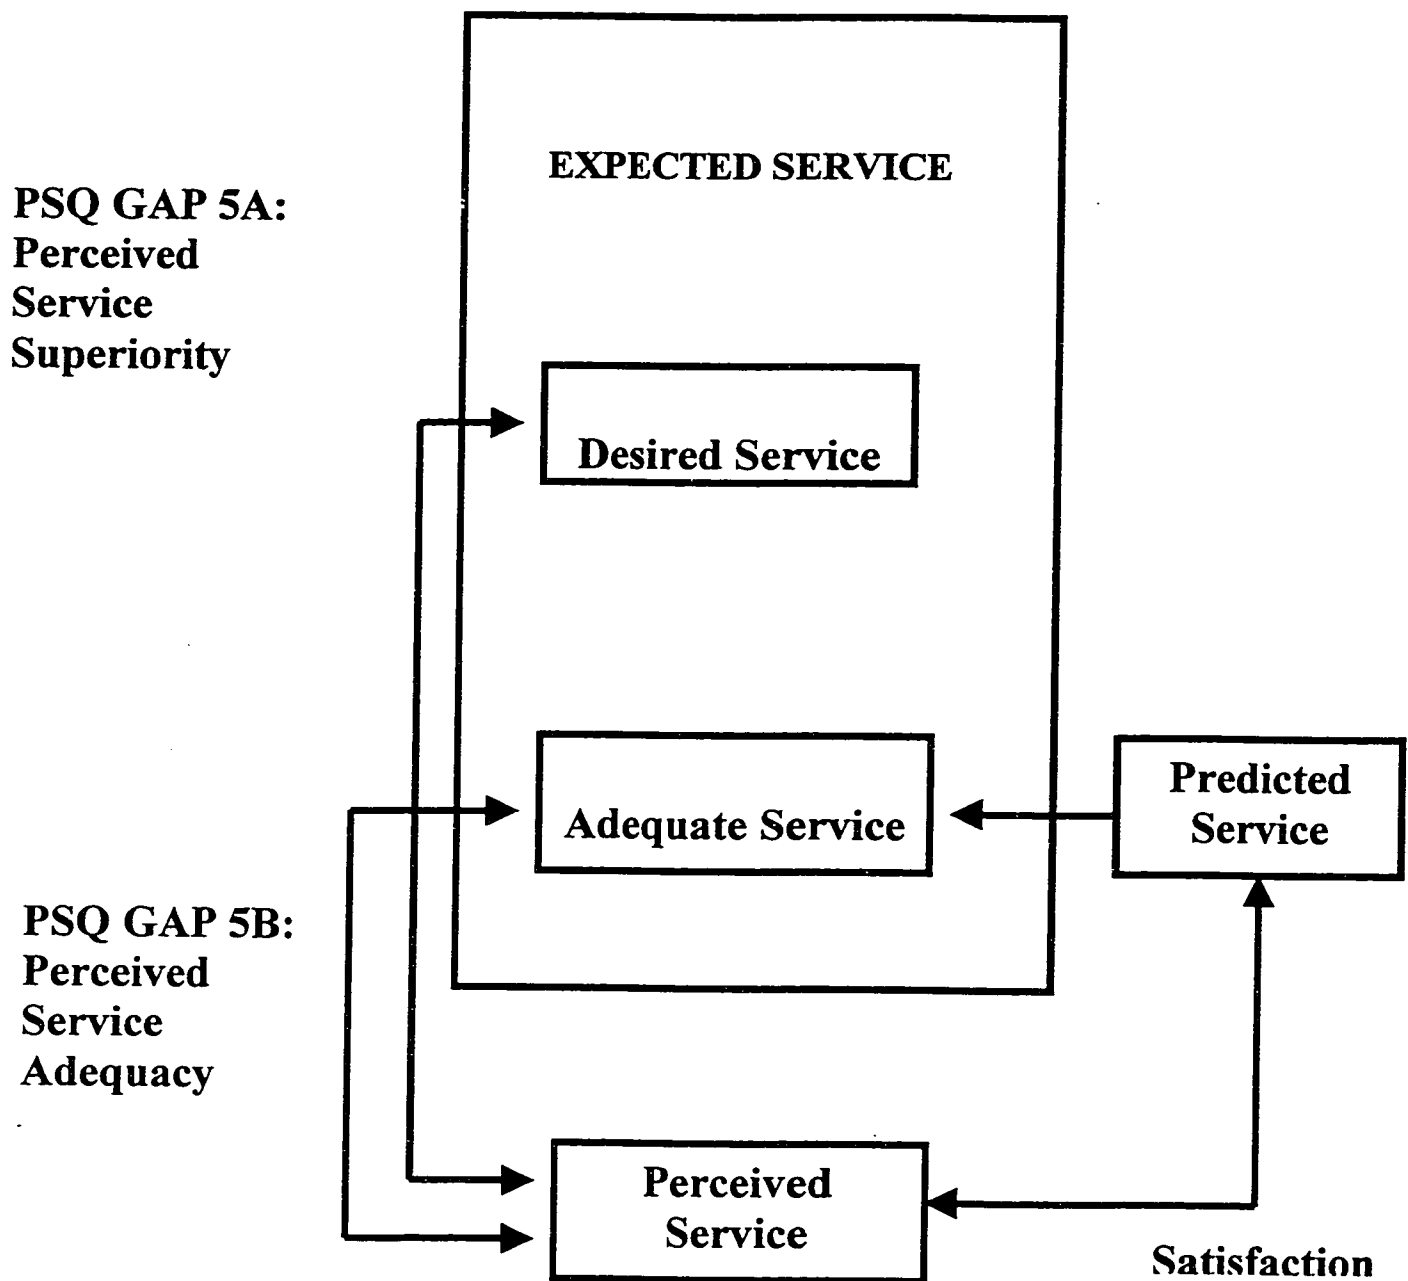 EXPECTED SERVICE
PSQ GAP 5A:
Perceived
Service
Superiority
Desired Service
Adequate Service
Predicted
Service
PSQ GAP 5B:
Perceived
Service
Adequacy
Perceived
Service
Satisfaction